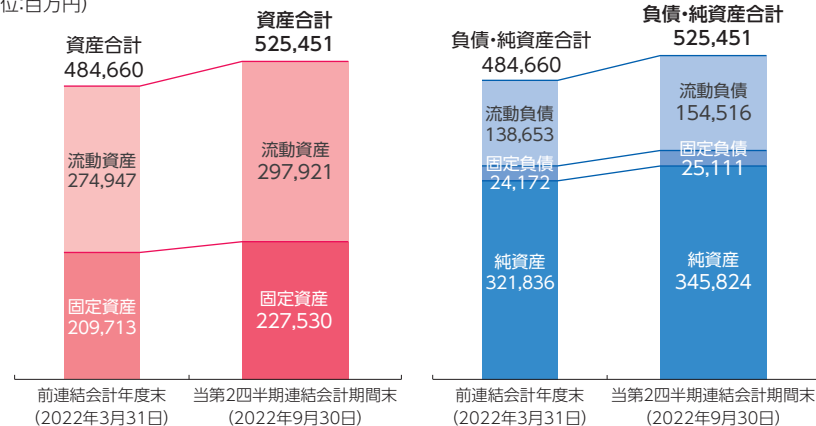 位:百万円)
資産合計
484,660
資産合計
525,451
流動資産
274,947
流動資産
297,921
固定資産
209,713
固定資産
227,530
前連結会計年度末
(2022年3月31日)
当第2四半期連結会計期間末
(2022年9月30日)
負債・純資産合計
484,660
負債・純資産合計
525,451
流動負債
138,653
流動負債
154,516
固定負債
24,172
固定負債
25,111
純資産
321,836
純資産
345,824
前連結会計年度末
(2022年3月31日)
当第2四半期連結会計期間末
(2022年9月30日)